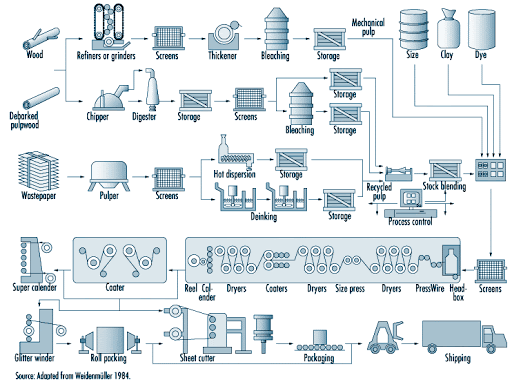 Mechanical
pulp
Wood
Refiners or grinders
Screens
Thickener
Bleaching
Storage
Size
Clay
Dye
Storage
Debarked
pulpwood
Chipper
Digester
Storage
Screens
Bleaching
Storage
Hot dispersion
Storage
Wastepaper
Pulper
Screens
Deinking
Storage
Recycled
pulp
Stock blending
Process control
Super calender
Coater
Reel
Cal-
ender
Dryers
Coaters
Dryers
Size press
Dryers
Press
Wire
Head-
box
Screens
Glitter winder
Roll packing
Sheet cutter
Packaging
Shipping
Source: Adapted from Weidenmüller 1984.